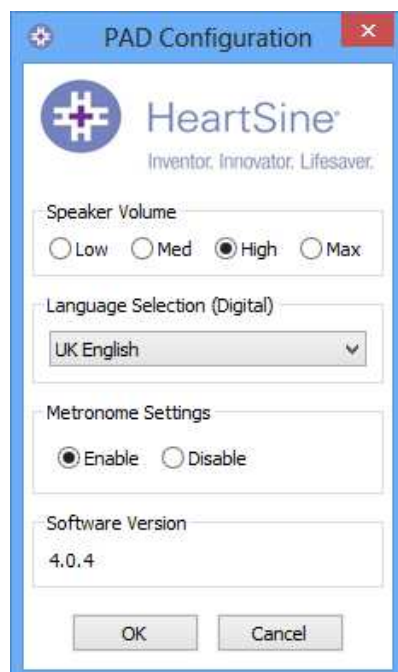 PAD Configuration
HeartSine®
Inventor. Innovator. Lifesaver.
Speaker Volume
Low Med High Max
Language Selection (Digital)
UK English
Metronome Settings
Enable Disable
Software Version
4.0.4
OK Cancel